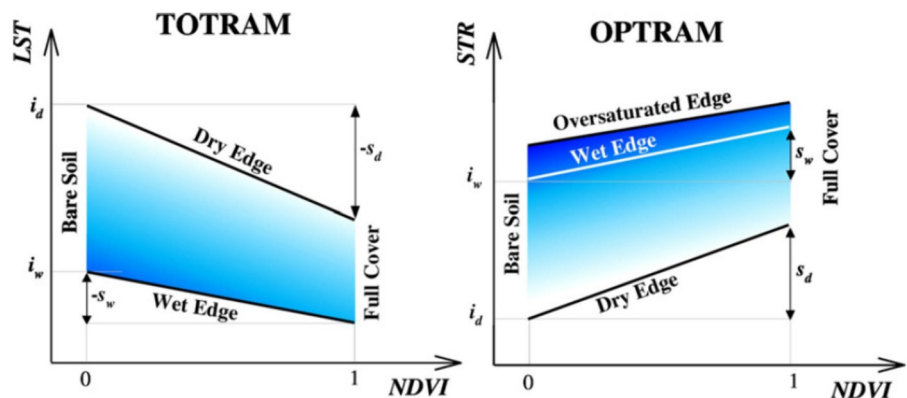 TOTRAM
LST
i_d
Dry Edge
-s_d
Bare Soil
Full Cover
i_w
-s_w
Wet Edge
0
1
NDVI
OPTRAM
STR
Oversaturated Edge
Wet Edge
s_w
i_w
Bare Soil
Full Cover
s_d
Dry Edge
i_d
0
1
NDVI